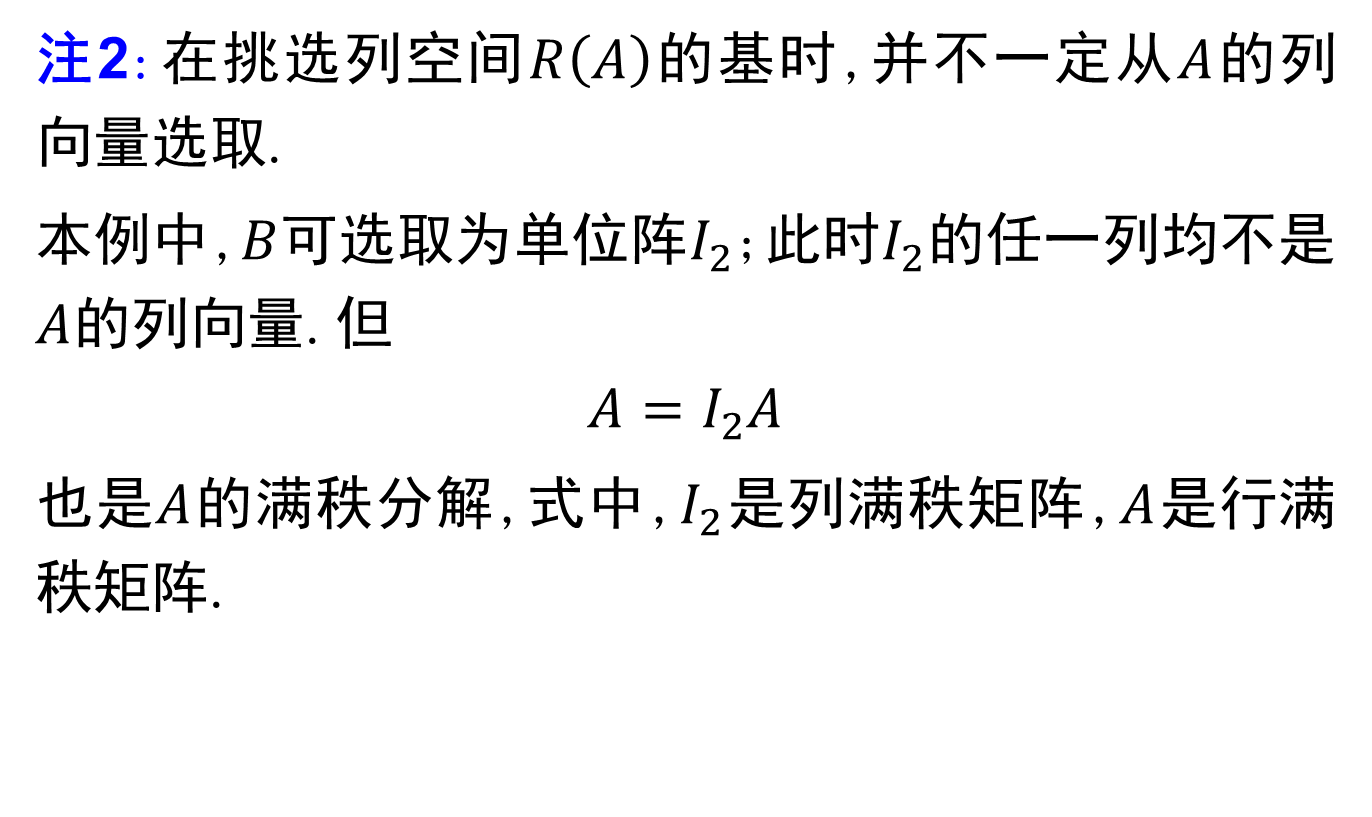 注2: 在挑选列空间R(A)的基时, 并不一定从A的列
向量选取.
本例中, B可选取为单位阵I₂; 此时I₂的任一列均不是
A的列向量. 但
A = I₂A
也是A的满秩分解, 式中, I₂是列满秩矩阵, A是行满
秩矩阵.